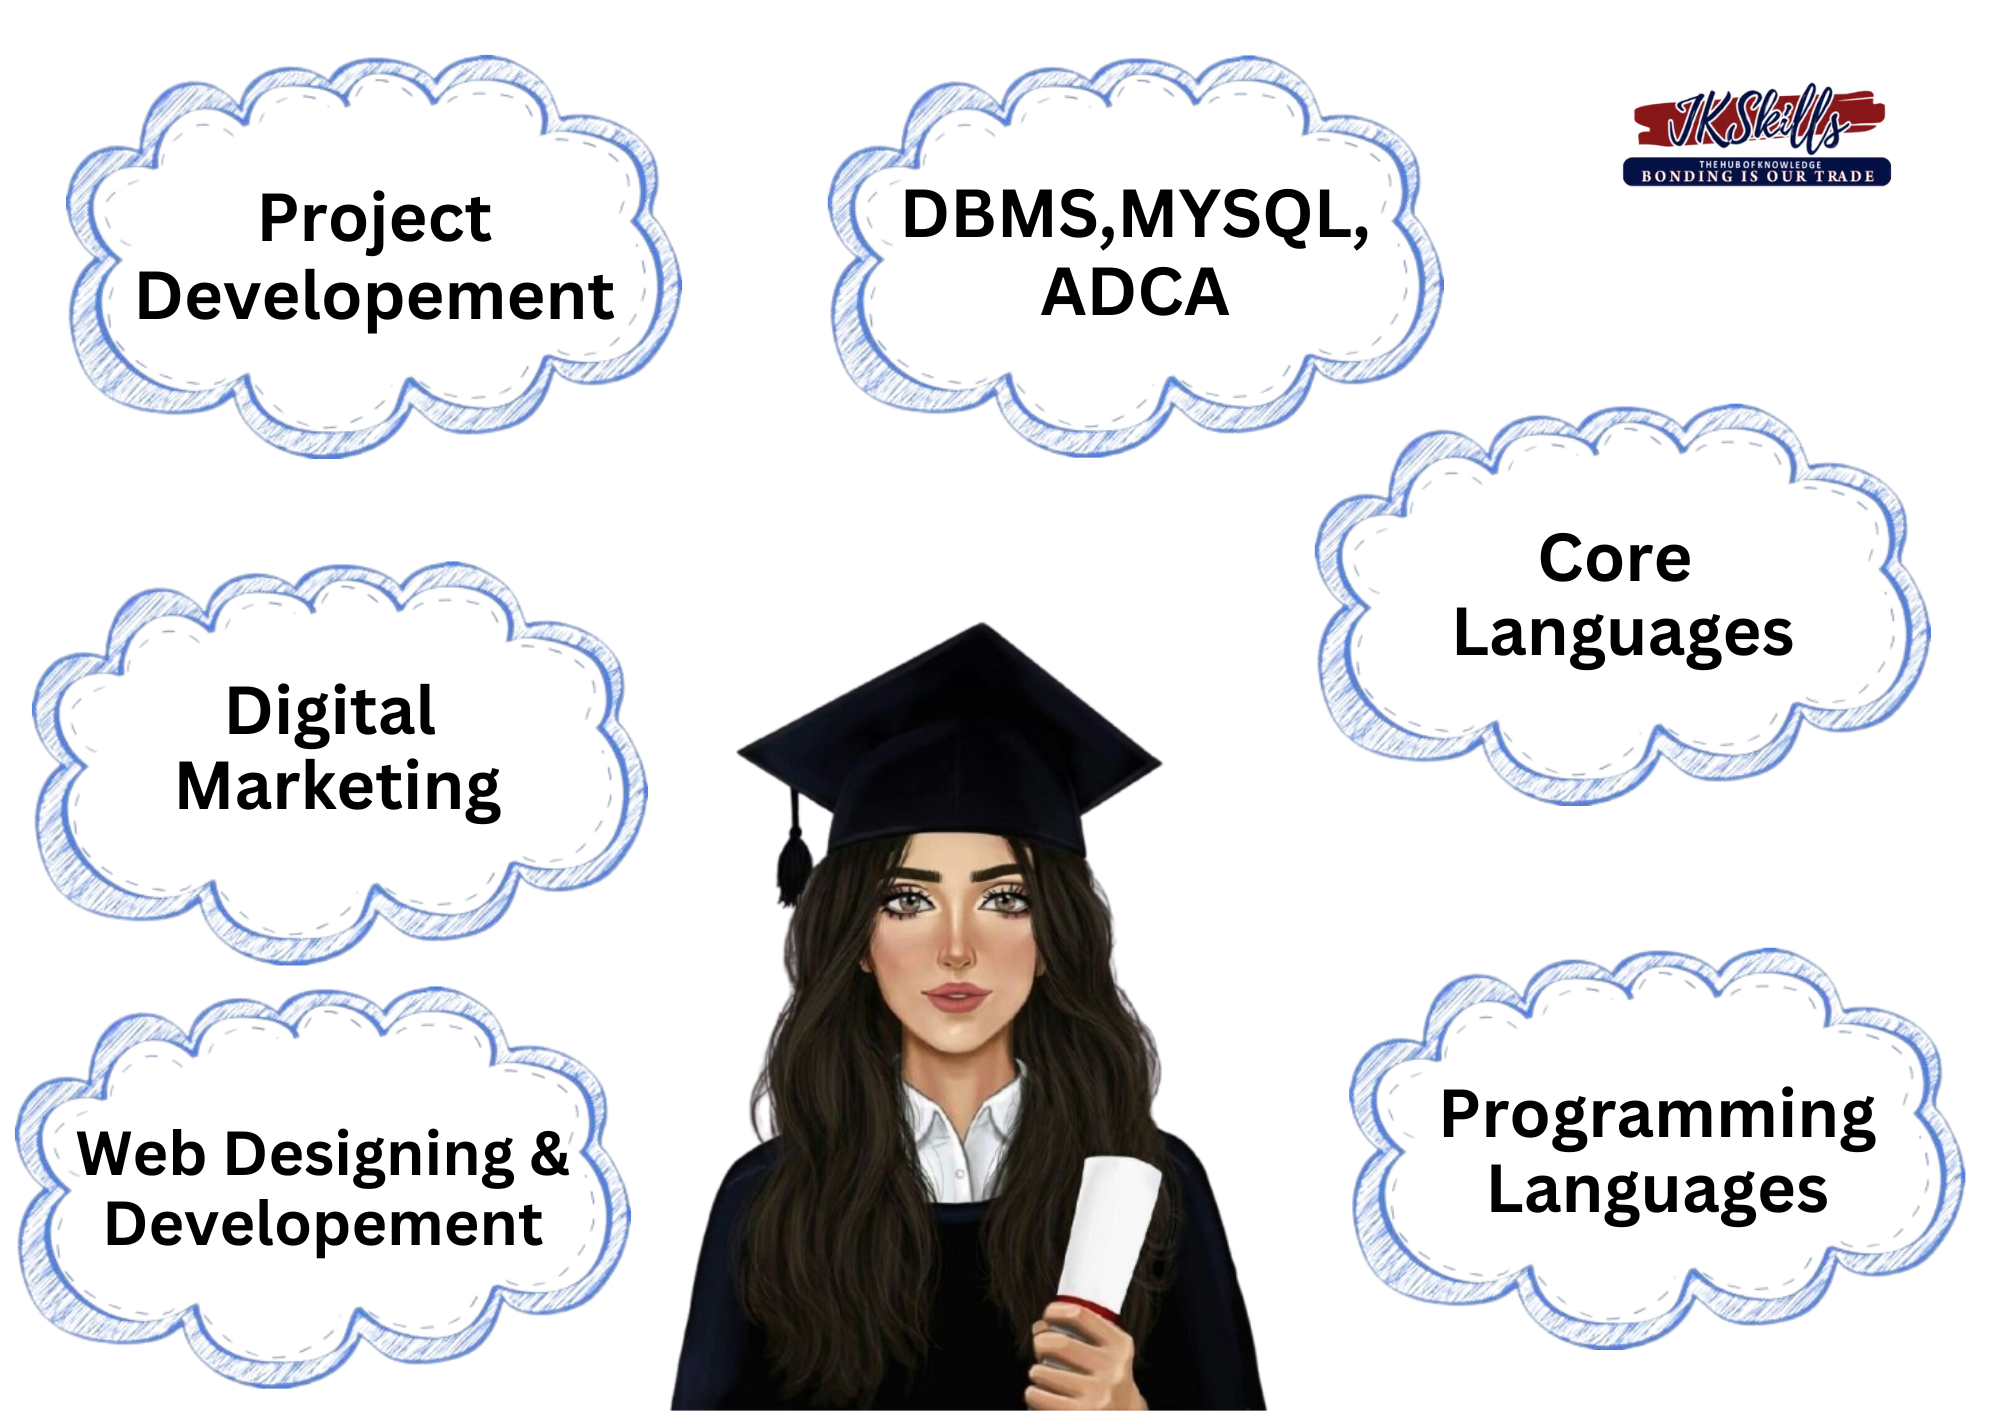 Project
Developement
DBMS,MYSQL,
ADCA
JKSkills
THE HUB OF KNOWLEDGE
BONDING IS OUR TRADE
Core
Languages
Digital
Marketing
Web Designing &
Developement
Programming
Languages